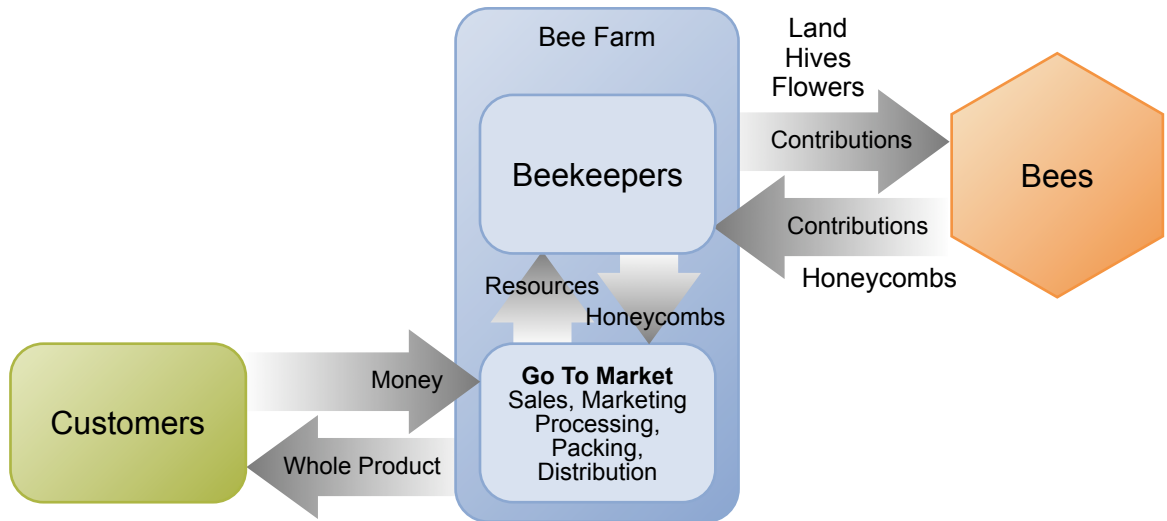 Bee Farm
Land
Hives
Flowers
Contributions
Beekeepers
Bees
Contributions
Honeycombs
Resources
Honeycombs
Customers
Money
Whole Product
Go To Market
Sales, Marketing
Processing,
Packing,
Distribution